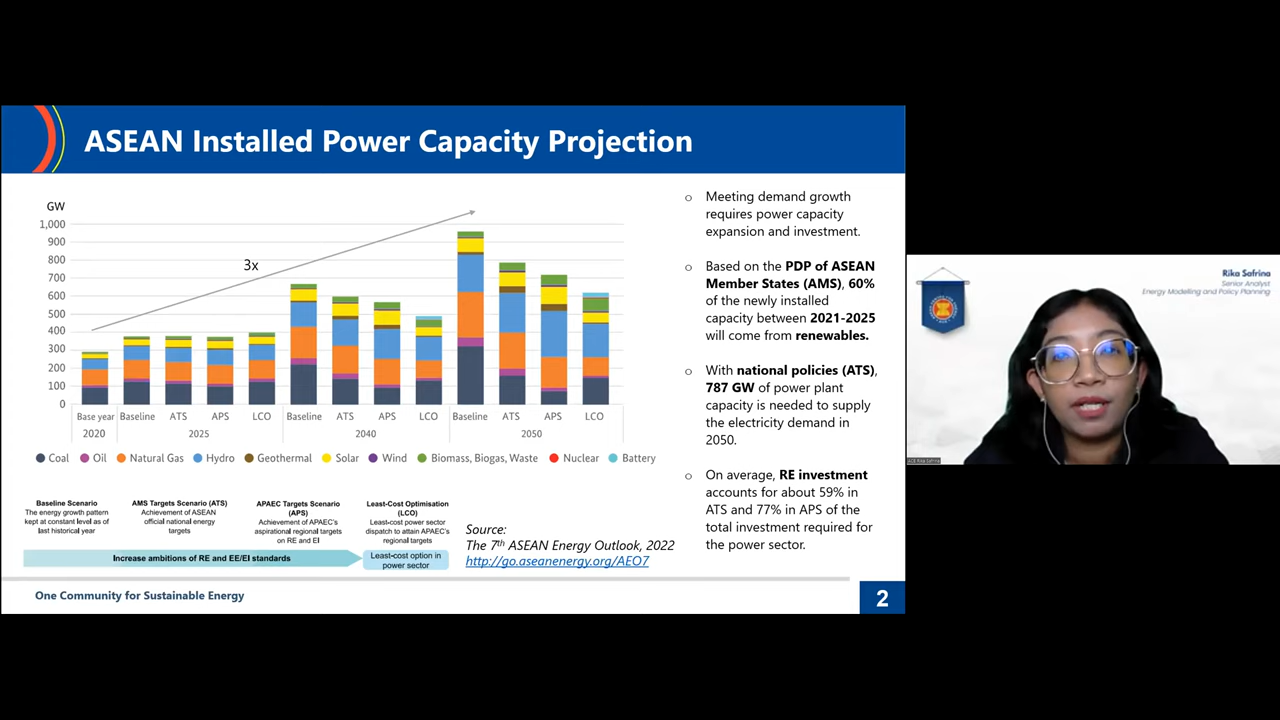 ASEAN Installed Power Capacity Projection
GW
1,000
900
800
700
600
500
400
300
200
100
0
3x
Base year Baseline ATS APS LCO Baseline ATS APS LCO Baseline ATS APS LCO
2020 2025 2040 2050
Coal Oil Natural Gas Hydro Geothermal Solar Wind Biomass, Biogas, Waste Nuclear Battery
Baseline Scenario
The energy growth pattern
kept at constant level as of
last historical year
AMS Targets Scenario (ATS)
Achievement of ASEAN
official national energy
targets
APAEC Targets Scenario
(APS)
Achievement of APAEC's
aspirational regional targets
on RE and EI
Least-Cost Optimisation
(LCO)
Least-cost power sector
dispatch to attain APAEC's
regional targets
Increase ambitions of RE and EE/EI standards
Least-cost option in
power sector
Source:
The 7th ASEAN Energy Outlook, 2022
http://go.aseanenergy.org/AEO7
o Meeting demand growth
requires power capacity
expansion and investment.
o Based on the PDP of ASEAN
Member States (AMS), 60%
of the newly installed
capacity between 2021-2025
will come from renewables.
o With national policies (ATS),
787 GW of power plant
capacity is needed to supply
the electricity demand in
2050.
o On average, RE investment
accounts for about 59% in
ATS and 77% in APS of the
total investment required for
the power sector.
One Community for Sustainable Energy
2
Rika Safrina
Senior Analyst
Energy Modelling and Policy Planning
ACE Rika Safrina